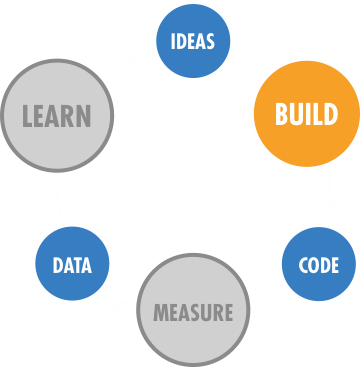 IDEAS
LEARN
BUILD
DATA
CODE
MEASURE